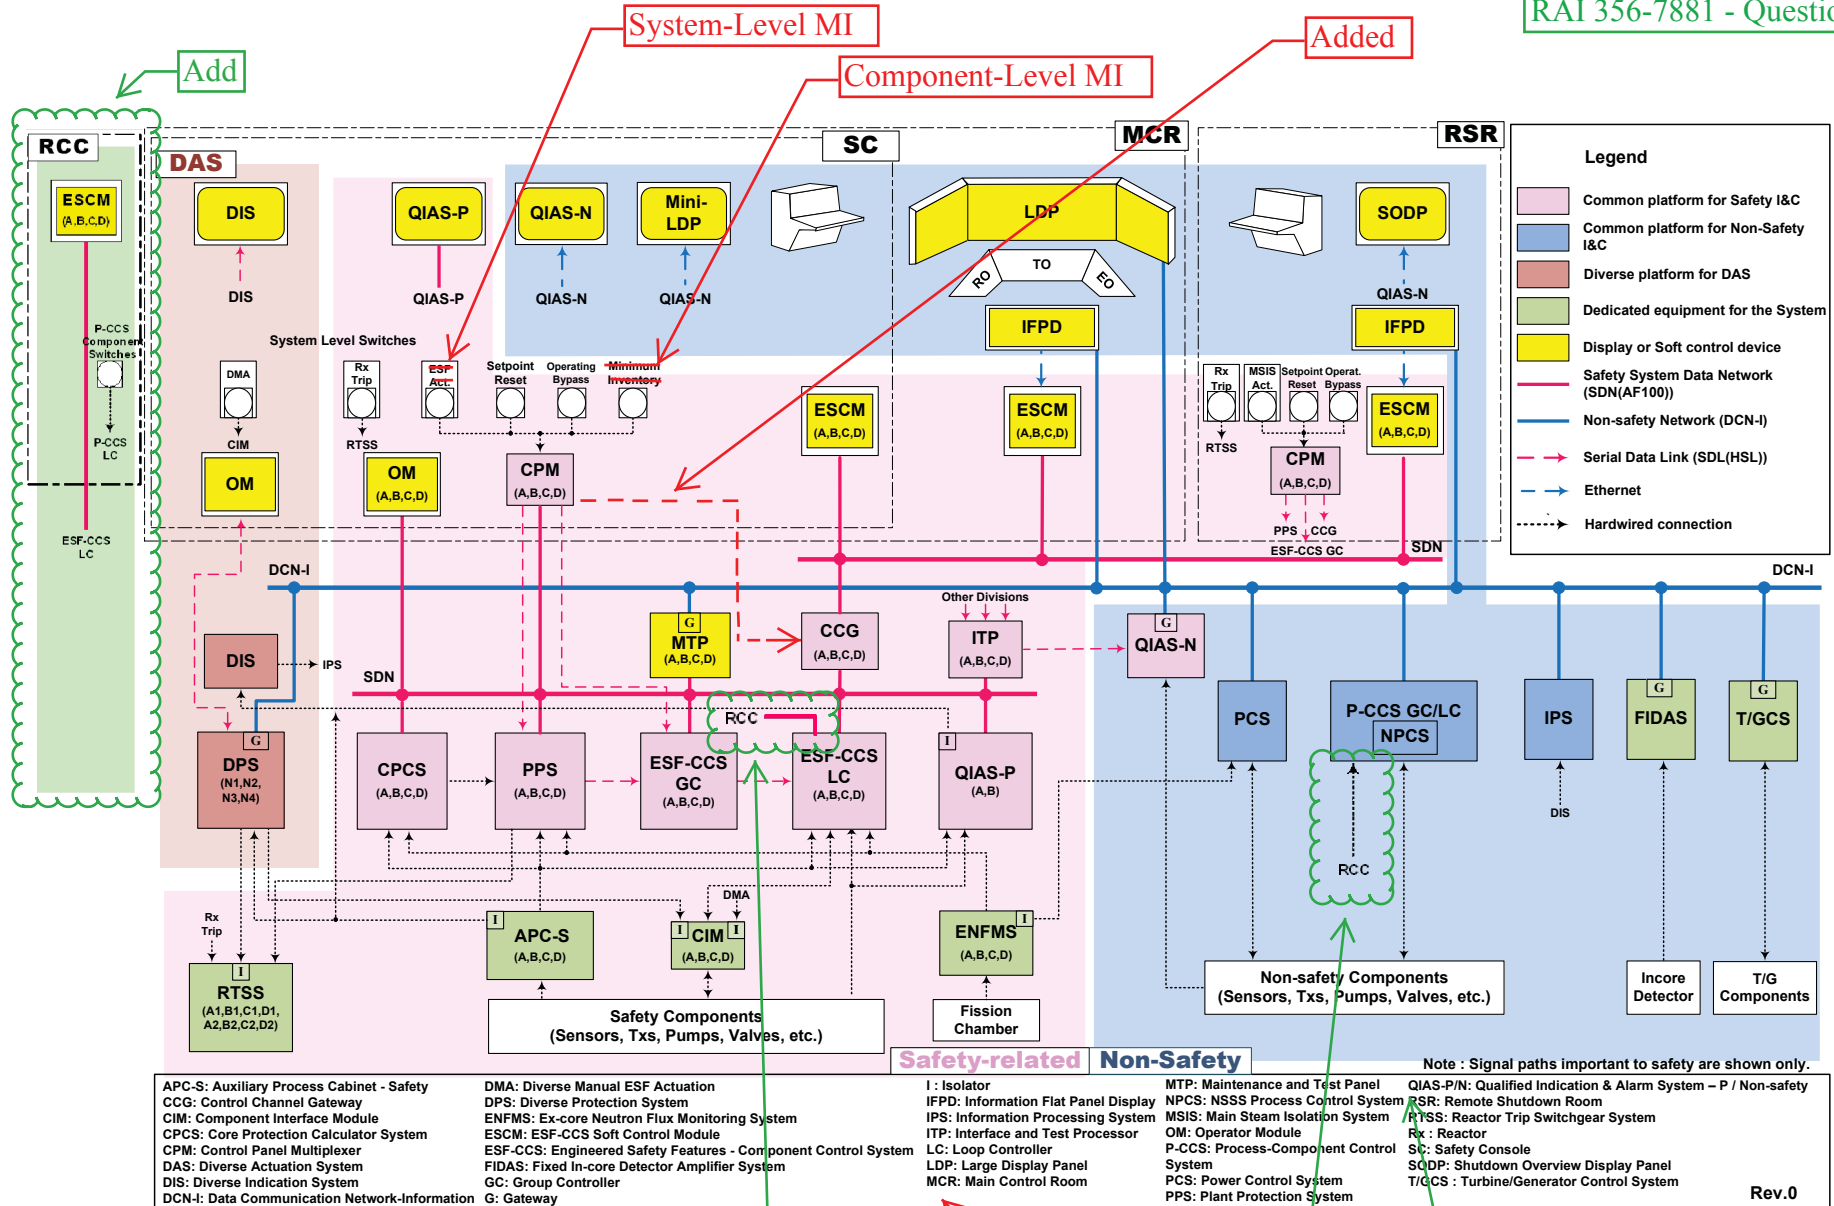 RAI 356-7881 - Questio
System-Level MI
Added
Add
Component-Level MI
RCC
DAS
SC
MCR
RSR
ESCM
(A,B,C,D)
DIS
QIAS-P
QIAS-N
Mini-
LDP
LDP
SODP
RO
TO
EO
DIS
QIAS-P
QIAS-N
QIAS-N
QIAS-N
IFPD
IFPD
P-CCS
Component
Switches
P-CCS
LC
ESF-CCS
LC
System Level Switches
DMA
CIM
OM
Rx
Trip
RTSS
ESF
Act.
Setpoint
Reset
Operating
Bypass
Minimum
Inventory
OM
(A,B,C,D)
CPM
(A,B,C,D)
ESCM
(A,B,C,D)
ESCM
(A,B,C,D)
Rx
Trip
MSIS
Act.
Setpoint
Reset
Operat.
Bypass
RTSS
CPM
(A,B,C,D)
ESCM
(A,B,C,D)
PPS
CCG
ESF-CCS GC
SDN
DCN-I
DCN-I
Legend
Common platform for Safety I&C
Common platform for Non-Safety
I&C
Diverse platform for DAS
Dedicated equipment for the System
Display or Soft control device
Safety System Data Network
(SDN(AF100))
Non-safety Network (DCN-I)
Serial Data Link (SDL(HSL))
Ethernet
Hardwired connection
DIS
IPS
G
MTP
(A,B,C,D)
CCG
(A,B,C,D)
Other Divisions
ITP
(A,B,C,D)
G
QIAS-N
SDN
RCC
G
DPS
(N1,N2,
N3,N4)
CPCS
(A,B,C,D)
PPS
(A,B,C,D)
ESF-CCS
GC
(A,B,C,D)
ESF-CCS
LC
(A,B,C,D)
I
QIAS-P
(A,B)
PCS
P-CCS GC/LC
NPCS
IPS
G
FIDAS
G
T/GCS
DIS
RCC
DMA
Rx
Trip
I
RTSS
(A1,B1,C1,D1,
A2,B2,C2,D2)
I
APC-S
(A,B,C,D)
I
I
CIM
(A,B,C,D)
I
ENFMS
(A,B,C,D)
Safety Components
(Sensors, Txs, Pumps, Valves, etc.)
Fission
Chamber
Non-safety Components
(Sensors, Txs, Pumps, Valves, etc.)
Incore
Detector
T/G
Components
Safety-related
Non-Safety
Note : Signal paths important to safety are shown only.
APC-S: Auxiliary Process Cabinet - Safety
CCG: Control Channel Gateway
CIM: Component Interface Module
CPCS: Core Protection Calculator System
CPM: Control Panel Multiplexer
DAS: Diverse Actuation System
DIS: Diverse Indication System
DCN-I: Data Communication Network-Information
DMA: Diverse Manual ESF Actuation
DPS: Diverse Protection System
ENFMS: Ex-core Neutron Flux Monitoring System
ESCM: ESF-CCS Soft Control Module
ESF-CCS: Engineered Safety Features - Component Control System
FIDAS: Fixed In-core Detector Amplifier System
GC: Group Controller
G: Gateway
I : Isolator
IFPD: Information Flat Panel Display
IPS: Information Processing System
ITP: Interface and Test Processor
LC: Loop Controller
LDP: Large Display Panel
MCR: Main Control Room
MTP: Maintenance and Test Panel
NPCS: NSSS Process Control System
MSIS: Main Steam Isolation System
OM: Operator Module
P-CCS: Process-Component Control
System
PCS: Power Control System
PPS: Plant Protection System
QIAS-P/N: Qualified Indication & Alarm System – P / Non-safety
RSR: Remote Shutdown Room
RTSS: Reactor Trip Switchgear System
Rx : Reactor
SC: Safety Console
SODP: Shutdown Overview Display Panel
T/GCS : Turbine/Generator Control System
Rev.0